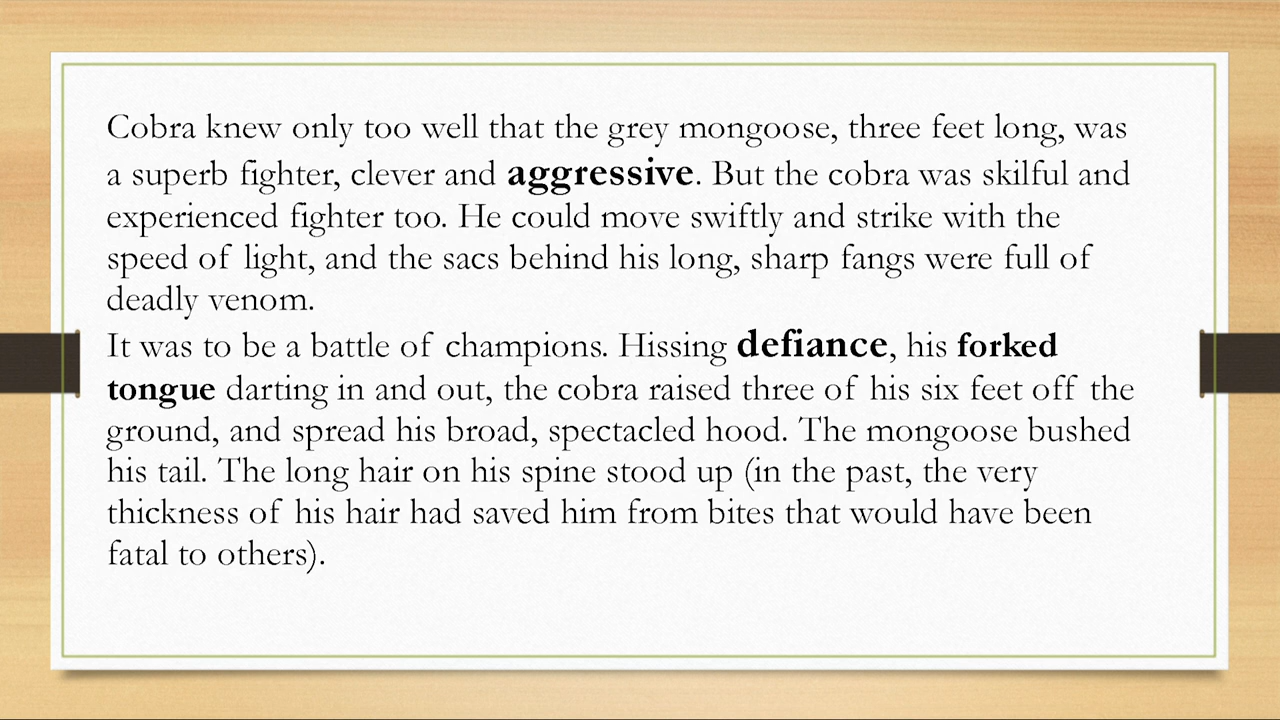 Cobra knew only too well that the grey mongoose, three feet long, was
a superb fighter, clever and aggressive. But the cobra was skilful and
experienced fighter too. He could move swiftly and strike with the
speed of light, and the sacs behind his long, sharp fangs were full of
deadly venom.
It was to be a battle of champions. Hissing defiance, his forked
tongue darting in and out, the cobra raised three of his six feet off the
ground, and spread his broad, spectacled hood. The mongoose bushed
his tail. The long hair on his spine stood up (in the past, the very
thickness of his hair had saved him from bites that would have been
fatal to others).